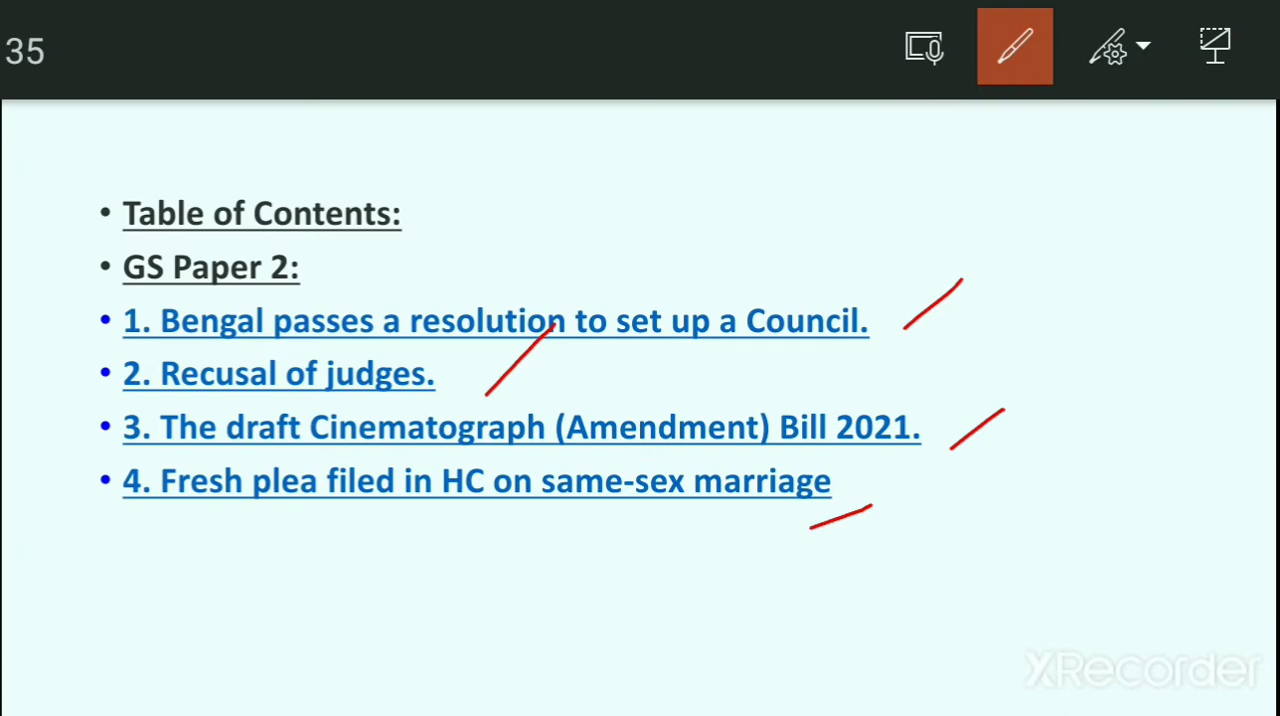 35
• Table of Contents:
• GS Paper 2:
• 1. Bengal passes a resolution to set up a Council.
• 2. Recusal of judges.
• 3. The draft Cinematograph (Amendment) Bill 2021.
• 4. Fresh plea filed in HC on same-sex marriage
XRecorder